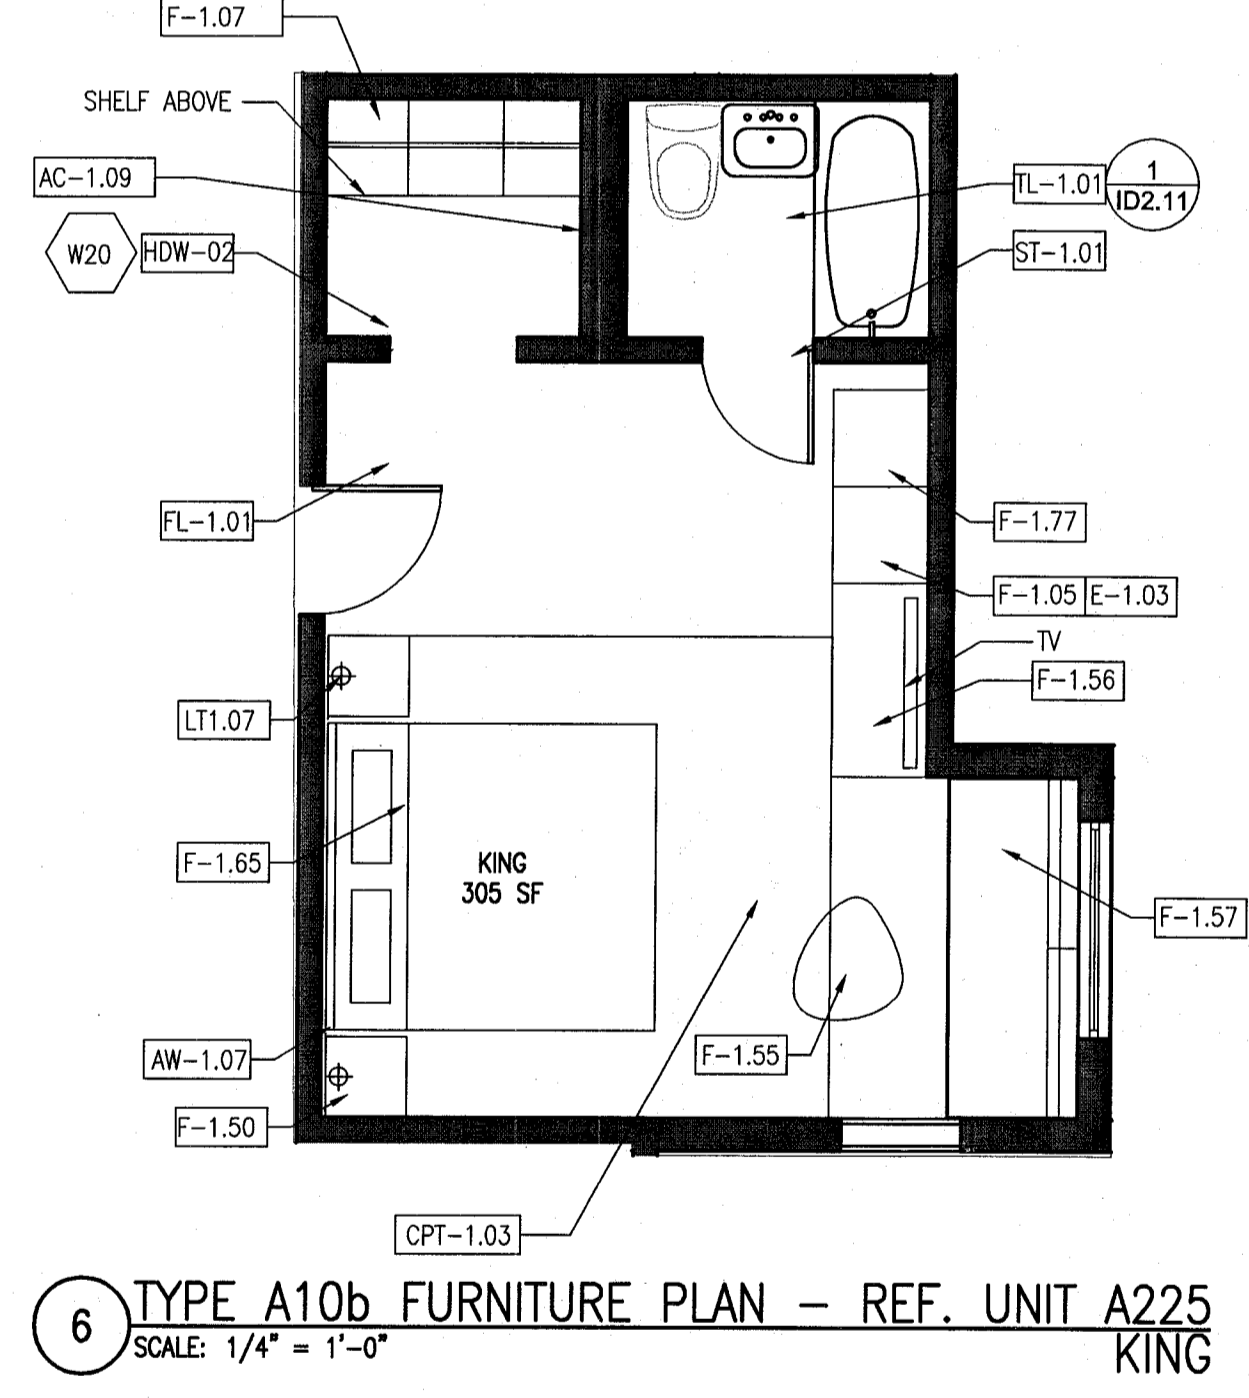 F-1.07
SHELF ABOVE
AC-1.09
W20
HDW-02
TL-1.01
1
ID2.11
ST-1.01
FL-1.01
F-1.77
F-1.05 E-1.03
TV
F-1.56
LT1.07
F-1.65
KING
305 SF
F-1.57
AW-1.07
F-1.55
F-1.50
CPT-1.03
6
TYPE A10b FURNITURE PLAN - REF. UNIT A225
SCALE: 1/4" = 1'-0"
KING